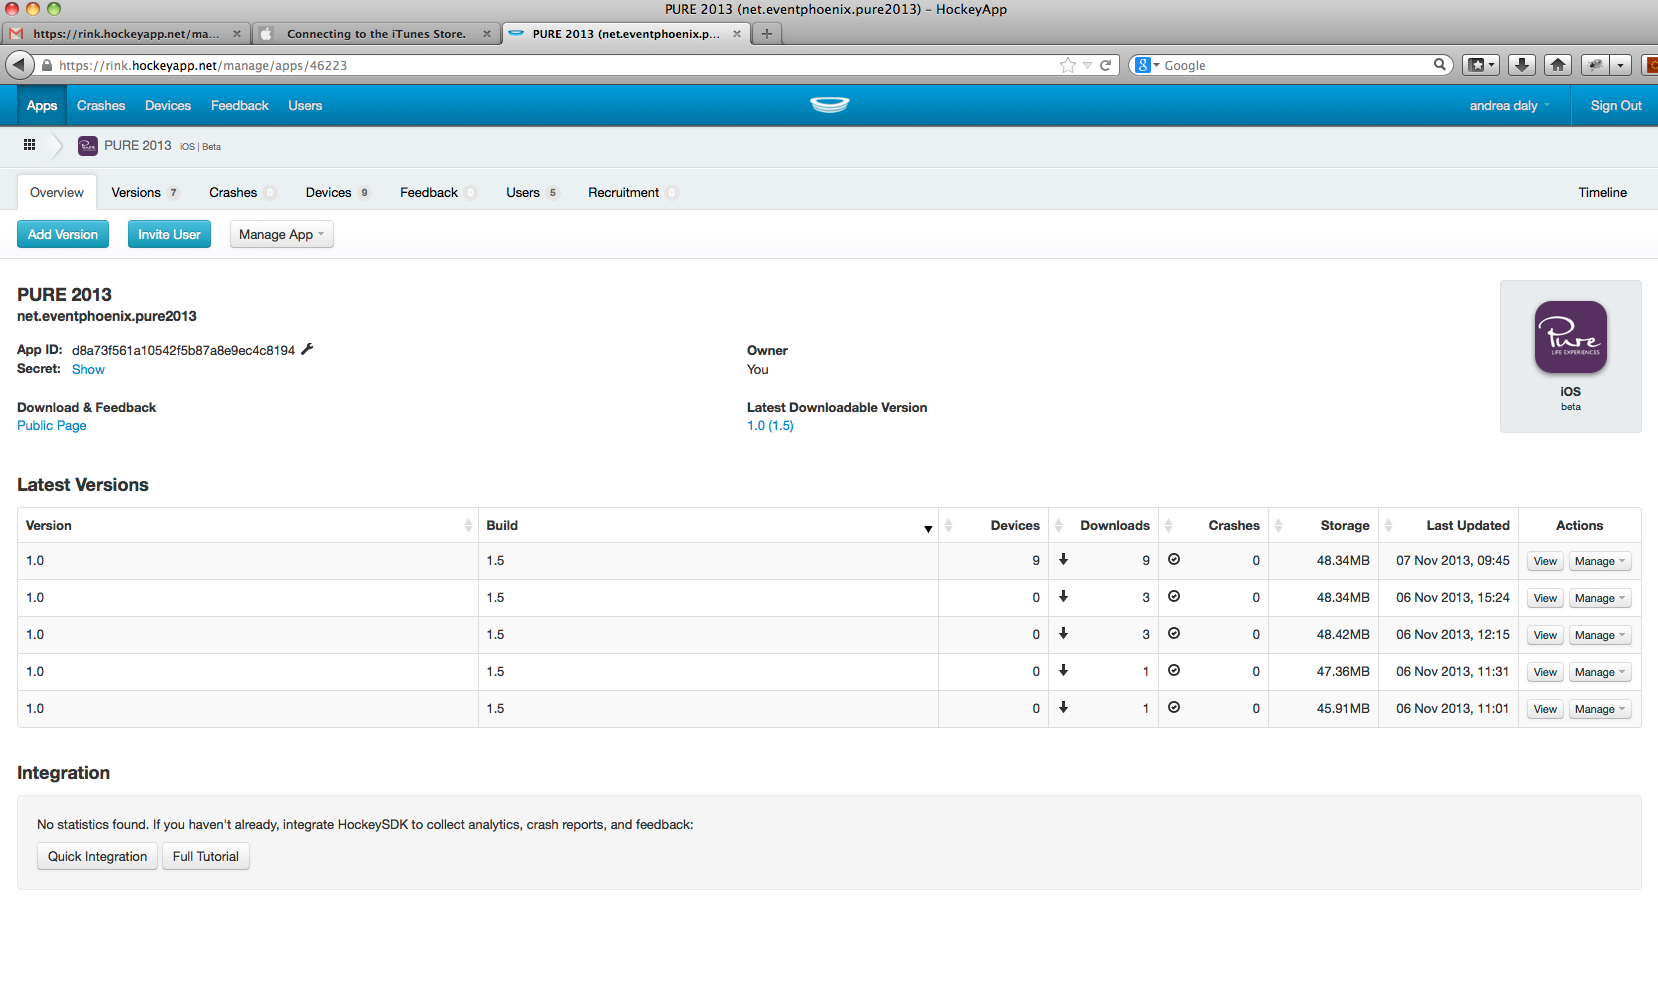 PURE 2013 (net.eventphoenix.pure2013) – HockeyApp
https://rink.hockeyapp.net/ma... Connecting to the iTunes Store. PURE 2013 (net.eventphoenix.p...
https://rink.hockeyapp.net/manage/apps/46223 Google
Apps Crashes Devices Feedback Users andrea daly Sign Out
PURE 2013 iOS | Beta
Overview Versions 7 Crashes 0 Devices 9 Feedback 0 Users 5 Recruitment 0 Timeline
Add Version Invite User Manage App
PURE 2013
net.eventphoenix.pure2013
App ID: d8a73f561a10542f5b87a8e9ec4c8194 Owner
Secret: Show You
Download & Feedback Latest Downloadable Version
Public Page 1.0 (1.5)
Pure
LIFE EXPERIENCES
iOS
beta
Latest Versions
Version Build Devices Downloads Crashes Storage Last Updated Actions
1.0 1.5 9 9 0 48.34MB 07 Nov 2013, 09:45 View Manage
1.0 1.5 0 3 0 48.34MB 06 Nov 2013, 15:24 View Manage
1.0 1.5 0 3 0 48.42MB 06 Nov 2013, 12:15 View Manage
1.0 1.5 0 1 0 47.36MB 06 Nov 2013, 11:31 View Manage
1.0 1.5 0 1 0 45.91MB 06 Nov 2013, 11:01 View Manage
Integration
No statistics found. If you haven't already, integrate HockeySDK to collect analytics, crash reports, and feedback:
Quick Integration Full Tutorial